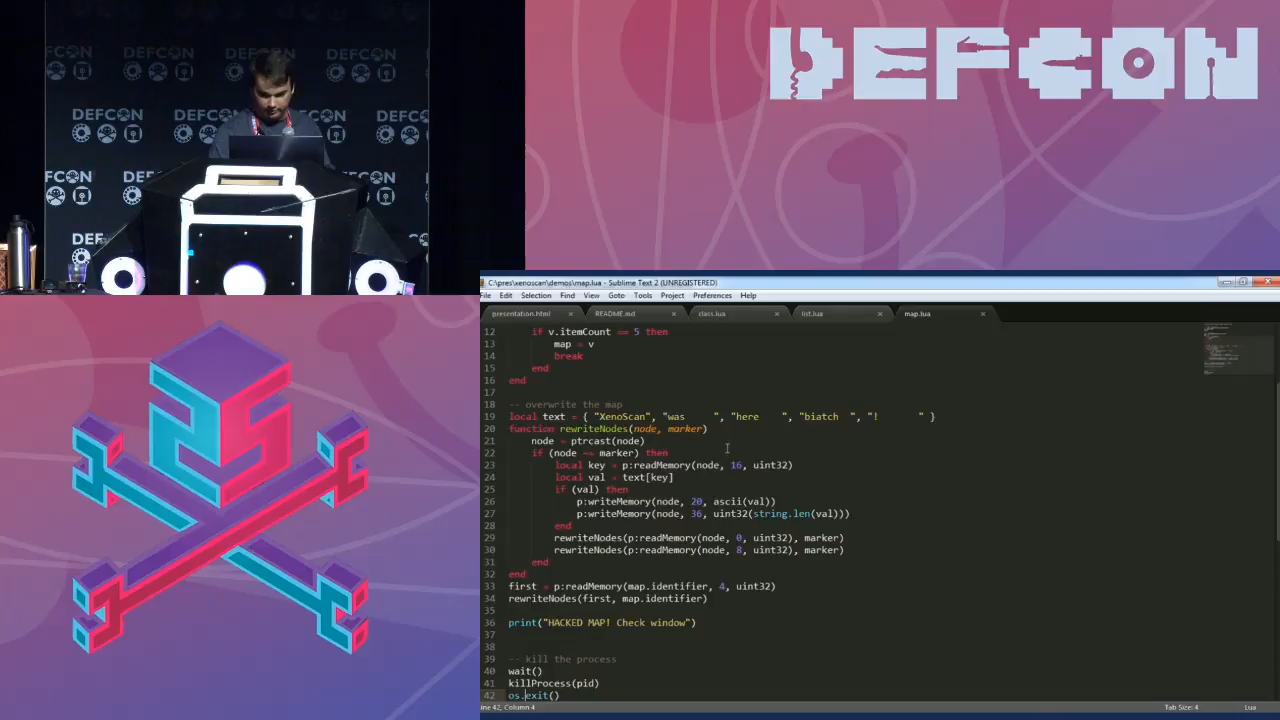 DEFCON
DEFCON
DEFCON
DEFCON
DEFCON
DEFCON
DEFCON
C:\pres\xenoscan\demos\map.lua - Sublime Text 2 (UNREGISTERED)
File Edit Selection Find View Goto Tools Project Preferences Help
presentation.html × README.md × class.lua × list.lua × map.lua ×
12 if v.itemCount == 5 then
13 map = v
14 break
15 end
16 end
17
18 -- overwrite the map
19 local text = { "XenoScan", "was     ", "here    ", "biatch  ", "!       " }
20 function rewriteNodes(node, marker)
21 node = ptrcast(node)
22 if (node ~= marker) then
23 local key = p:readMemory(node, 16, uint32)
24 local val = text[key]
25 if (val) then
26 p:writeMemory(node, 20, ascii(val))
27 p:writeMemory(node, 36, uint32(string.len(val)))
28 end
29 rewriteNodes(p:readMemory(node, 0, uint32), marker)
30 rewriteNodes(p:readMemory(node, 8, uint32), marker)
31 end
32 end
33 first = p:readMemory(map.identifier, 4, uint32)
34 rewriteNodes(first, map.identifier)
35
36 print("HACKED MAP! Check window")
37
38
39 -- kill the process
40 wait()
41 killProcess(pid)
42 os.exit()
Line 42, Column 4 Tab Size: 4 Lua